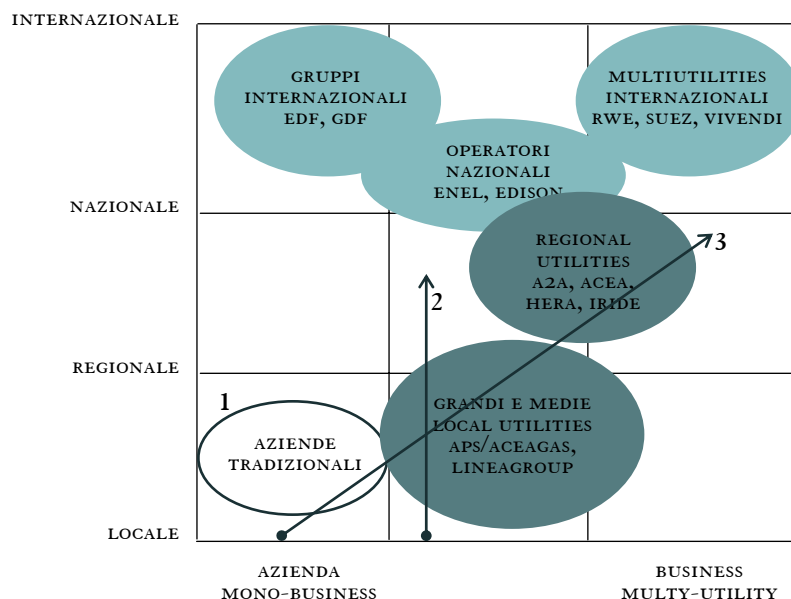 INTERNAZIONALE
GRUPPI
INTERNAZIONALI
EDF, GDF
MULTIUTILITIES
INTERNAZIONALI
RWE, SUEZ, VIVENDI
OPERATORI
NAZIONALI
ENEL, EDISON
NAZIONALE
REGIONAL
UTILITIES
A2A, ACEA,
HERA, IRIDE
3
2
REGIONALE
1
AZIENDE
TRADIZIONALI
GRANDI E MEDIE
LOCAL UTILITIES
APS/ACEAGAS,
LINEAGROUP
LOCALE
AZIENDA
MONO-BUSINESS
BUSINESS
MULTY-UTILITY